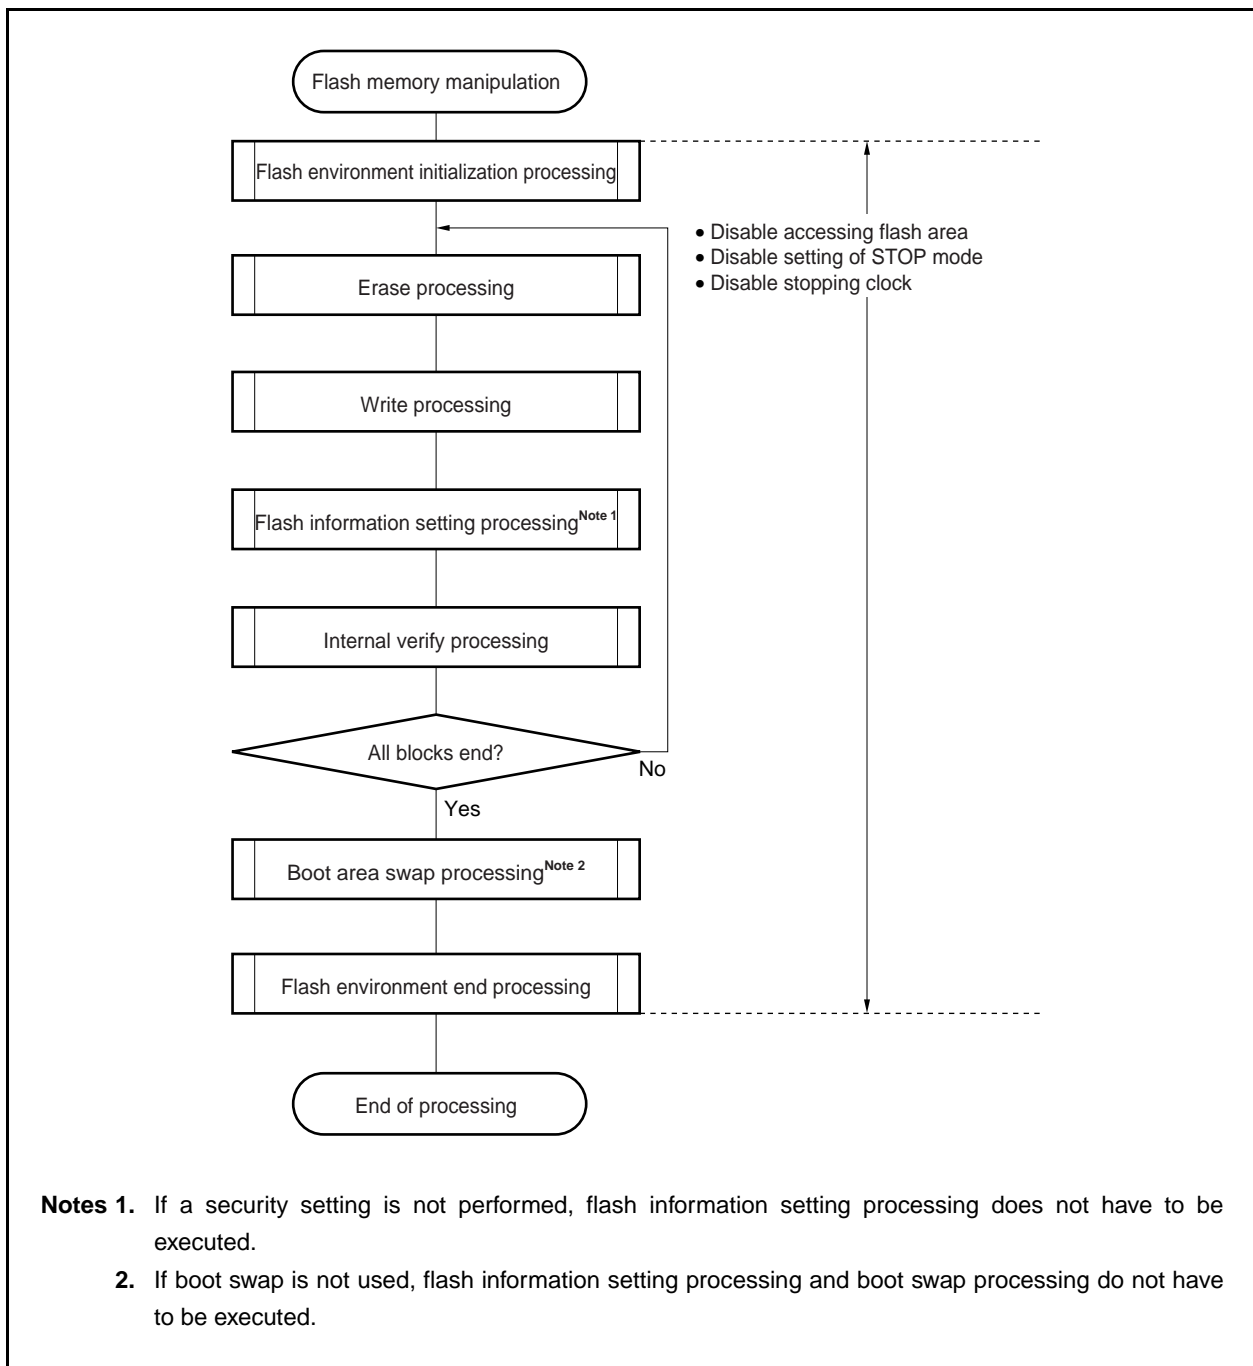 Flash memory manipulation
Flash environment initialization processing
• Disable accessing flash area
• Disable setting of STOP mode
• Disable stopping clock
Erase processing
Write processing
Flash information setting processingNote 1
Internal verify processing
All blocks end?
No
Yes
Boot area swap processingNote 2
Flash environment end processing
End of processing
Notes 1. If a security setting is not performed, flash information setting processing does not have to be
executed.
2. If boot swap is not used, flash information setting processing and boot swap processing do not have
to be executed.